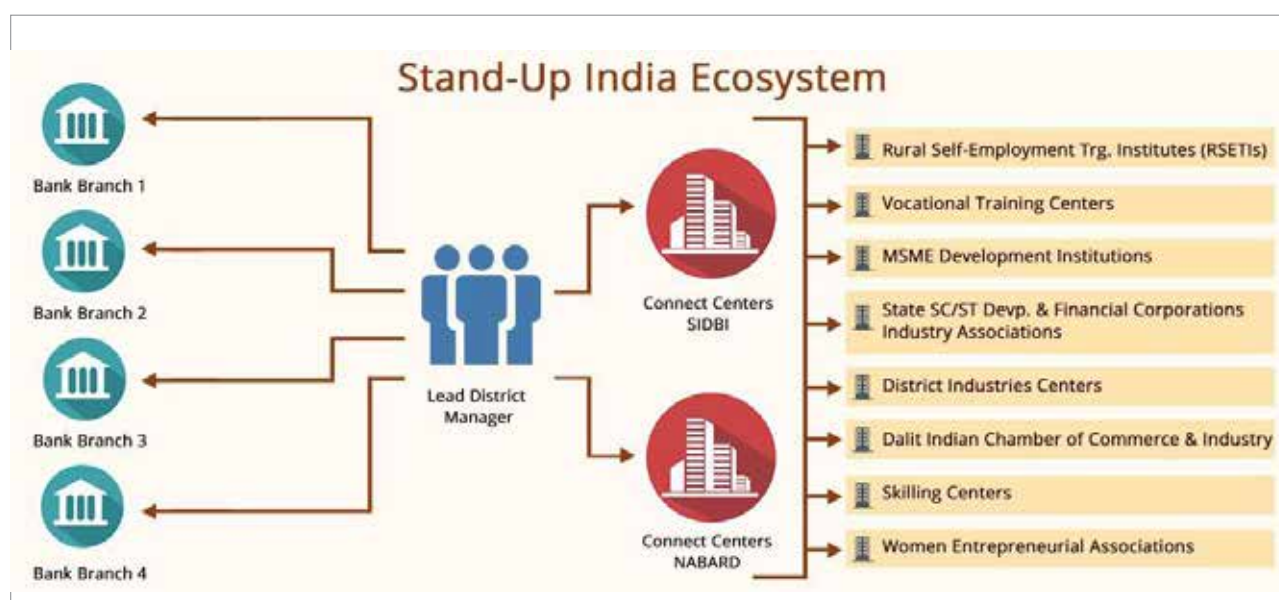 Stand-Up India Ecosystem
Bank Branch 1
Bank Branch 2
Bank Branch 3
Bank Branch 4
Lead District
Manager
Connect Centers
SIDBI
Connect Centers
NABARD
Rural Self-Employment Trg. Institutes (RSETIs)
Vocational Training Centers
MSME Development Institutions
State SC/ST Devp. & Financial Corporations
Industry Associations
District Industries Centers
Dalit Indian Chamber of Commerce & Industry
Skilling Centers
Women Entrepreneurial Associations